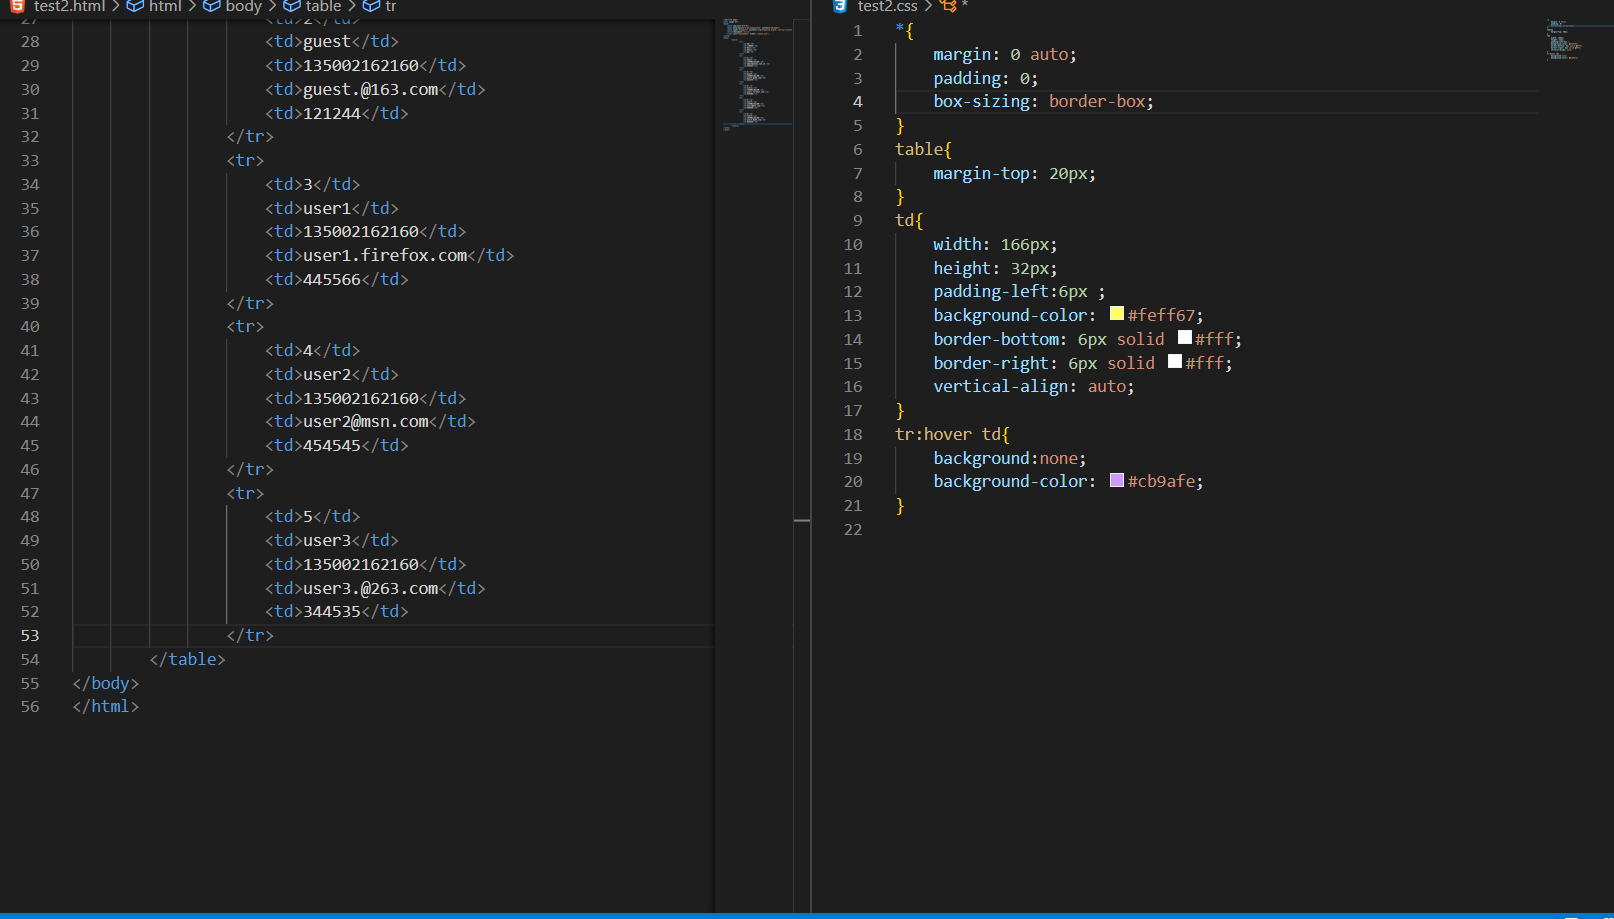 test2.html > html > body > table > tr
27 <td>2</td>
28 <td>guest</td>
29 <td>135002162160</td>
30 <td>guest.@163.com</td>
31 <td>121244</td>
32 </tr>
33 <tr>
34 <td>3</td>
35 <td>user1</td>
36 <td>135002162160</td>
37 <td>user1.firefox.com</td>
38 <td>445566</td>
39 </tr>
40 <tr>
41 <td>4</td>
42 <td>user2</td>
43 <td>135002162160</td>
44 <td>user2@msn.com</td>
45 <td>454545</td>
46 </tr>
47 <tr>
48 <td>5</td>
49 <td>user3</td>
50 <td>135002162160</td>
51 <td>user3.@263.com</td>
52 <td>344535</td>
53 </tr>
54 </table>
55 </body>
56 </html>
test2.css > *
1 *{
2 margin: 0 auto;
3 padding: 0;
4 box-sizing: border-box;
5 }
6 table{
7 margin-top: 20px;
8 }
9 td{
10 width: 166px;
11 height: 32px;
12 padding-left:6px ;
13 background-color: #feff67;
14 border-bottom: 6px solid #fff;
15 border-right: 6px solid #fff;
16 vertical-align: auto;
17 }
18 tr:hover td{
19 background:none;
20 background-color: #cb9afe;
21 }
22